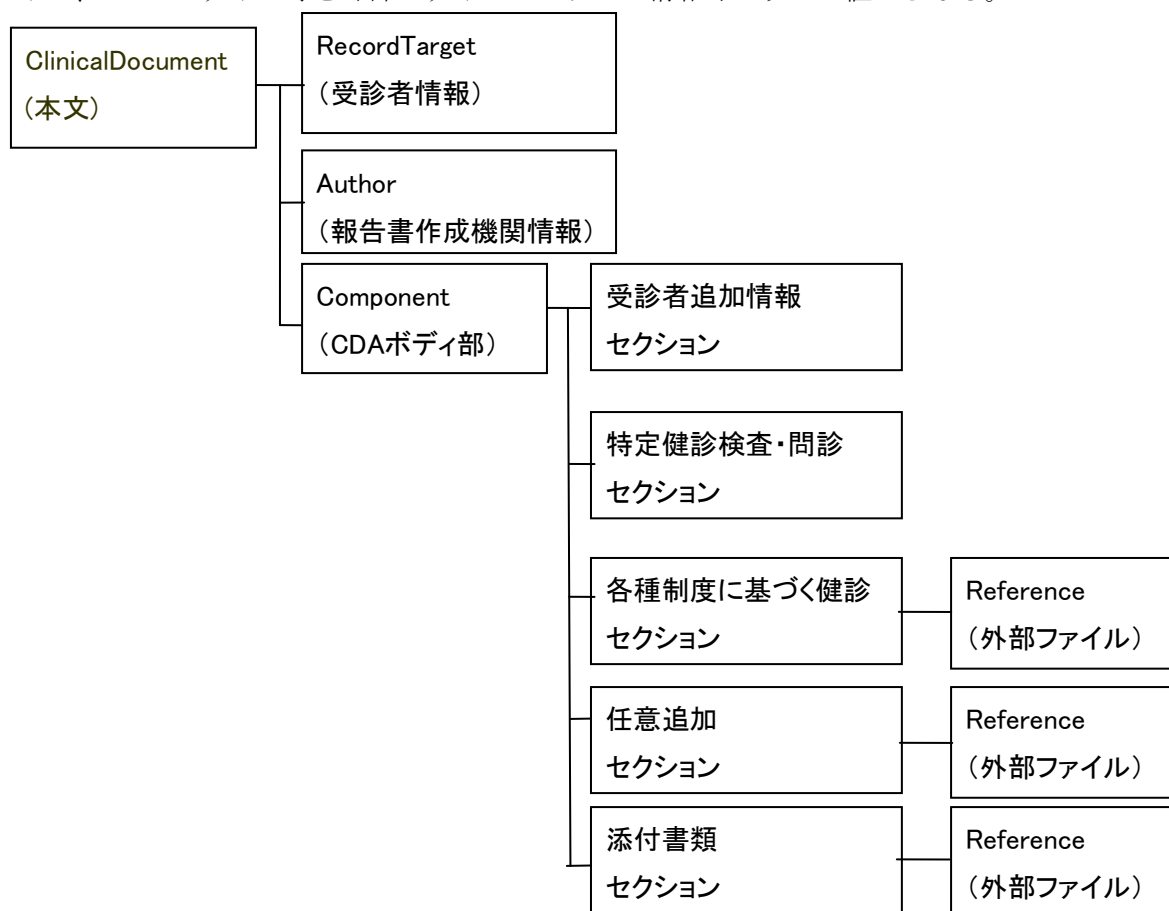 ClinicalDocument
(本文)
RecordTarget
(受診者情報)
Author
(報告書作成機関情報)
Component
(CDAボディ部)
受診者追加情報
セクション
特定健診検査・問診
セクション
各種制度に基づく健診
セクション
Reference
(外部ファイル)
任意追加
セクション
Reference
(外部ファイル)
添付書類
セクション
Reference
(外部ファイル)